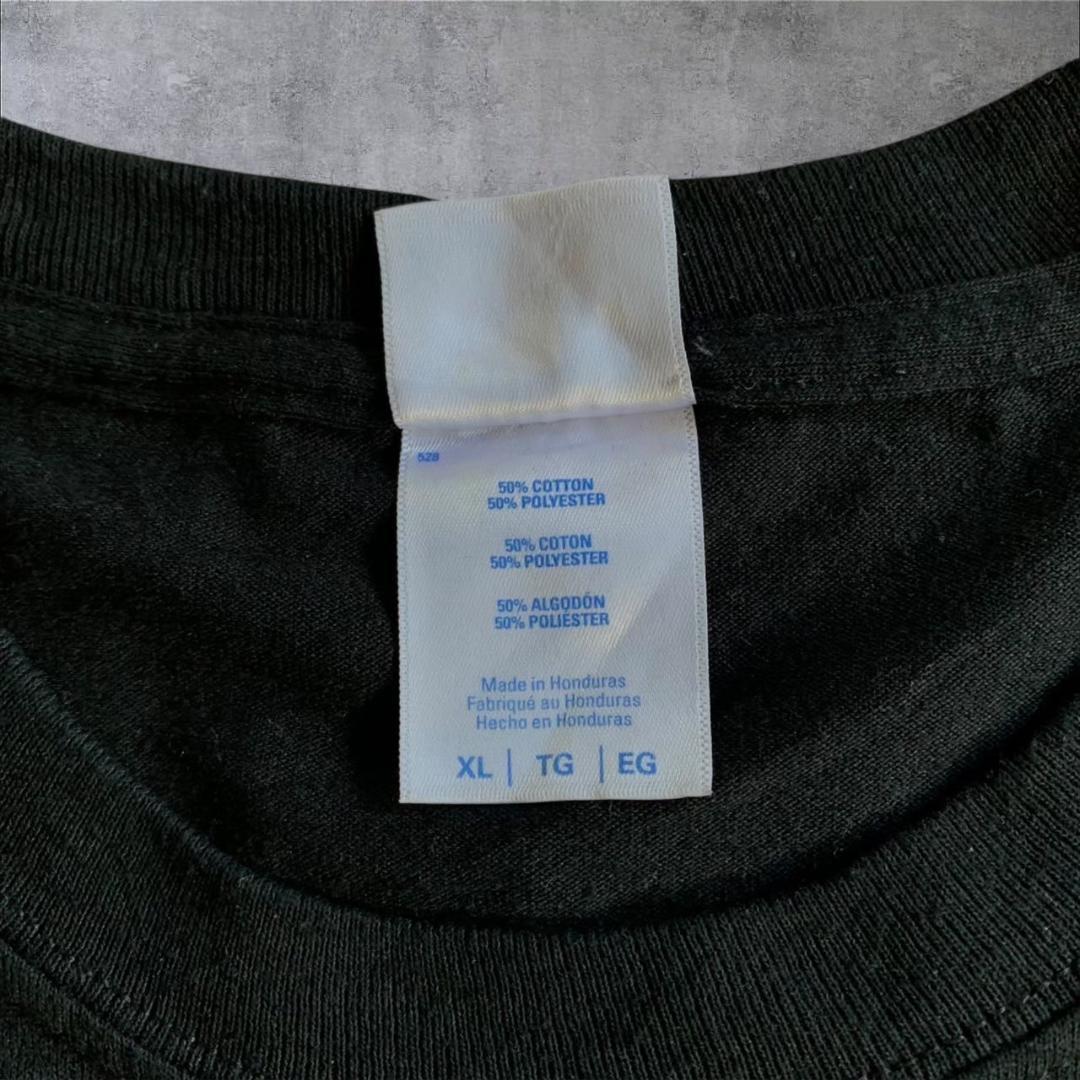 528
50% COTTON
50% POLYESTER
50% COTON
50% POLYESTER
50% ALGODÓN
50% POLIÉSTER
Made in Honduras
Fabriqué au Honduras
Hecho en Honduras
XL | TG | EG